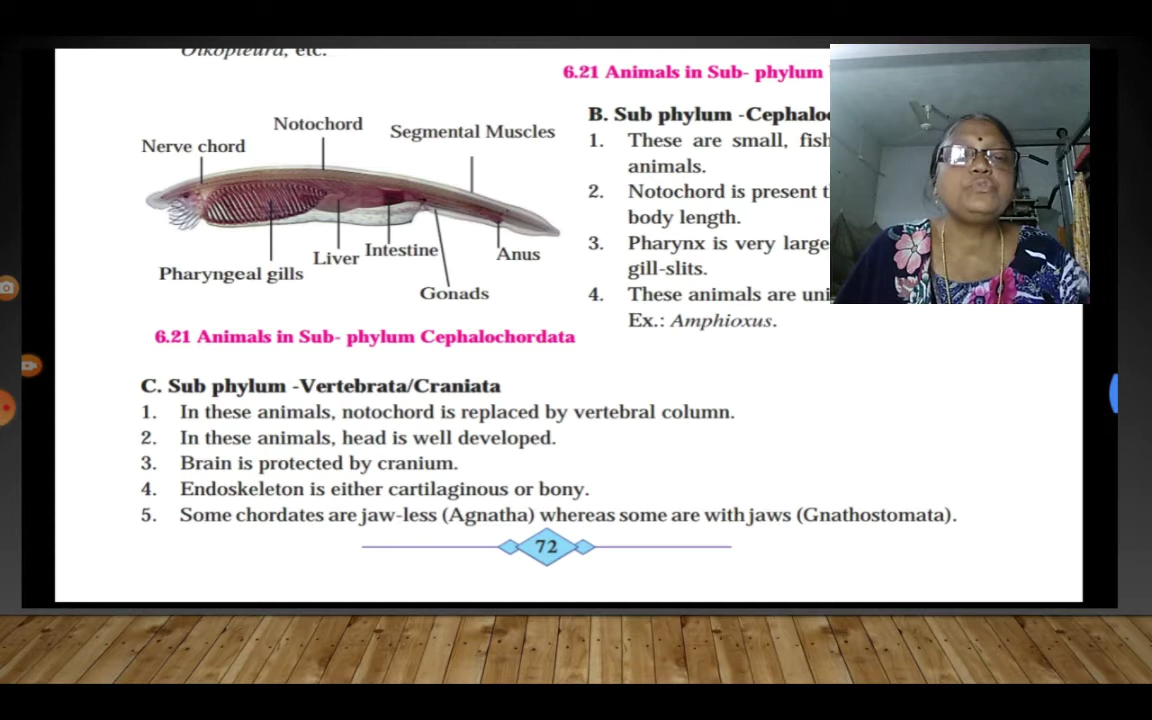 Oikopleura, etc.
6.21 Animals in Sub- phylum
Nerve chord
Notochord
Segmental Muscles
Pharyngeal gills
Liver
Intestine
Gonads
Anus
6.21 Animals in Sub- phylum Cephalochordata
B. Sub phylum -Cephaloc
1. These are small, fish
animals.
2. Notochord is present t
body length.
3. Pharynx is very large
gill-slits.
4. These animals are uni
Ex.: Amphioxus.
C. Sub phylum -Vertebrata/Craniata
1. In these animals, notochord is replaced by vertebral column.
2. In these animals, head is well developed.
3. Brain is protected by cranium.
4. Endoskeleton is either cartilaginous or bony.
5. Some chordates are jaw-less (Agnatha) whereas some are with jaws (Gnathostomata).
72